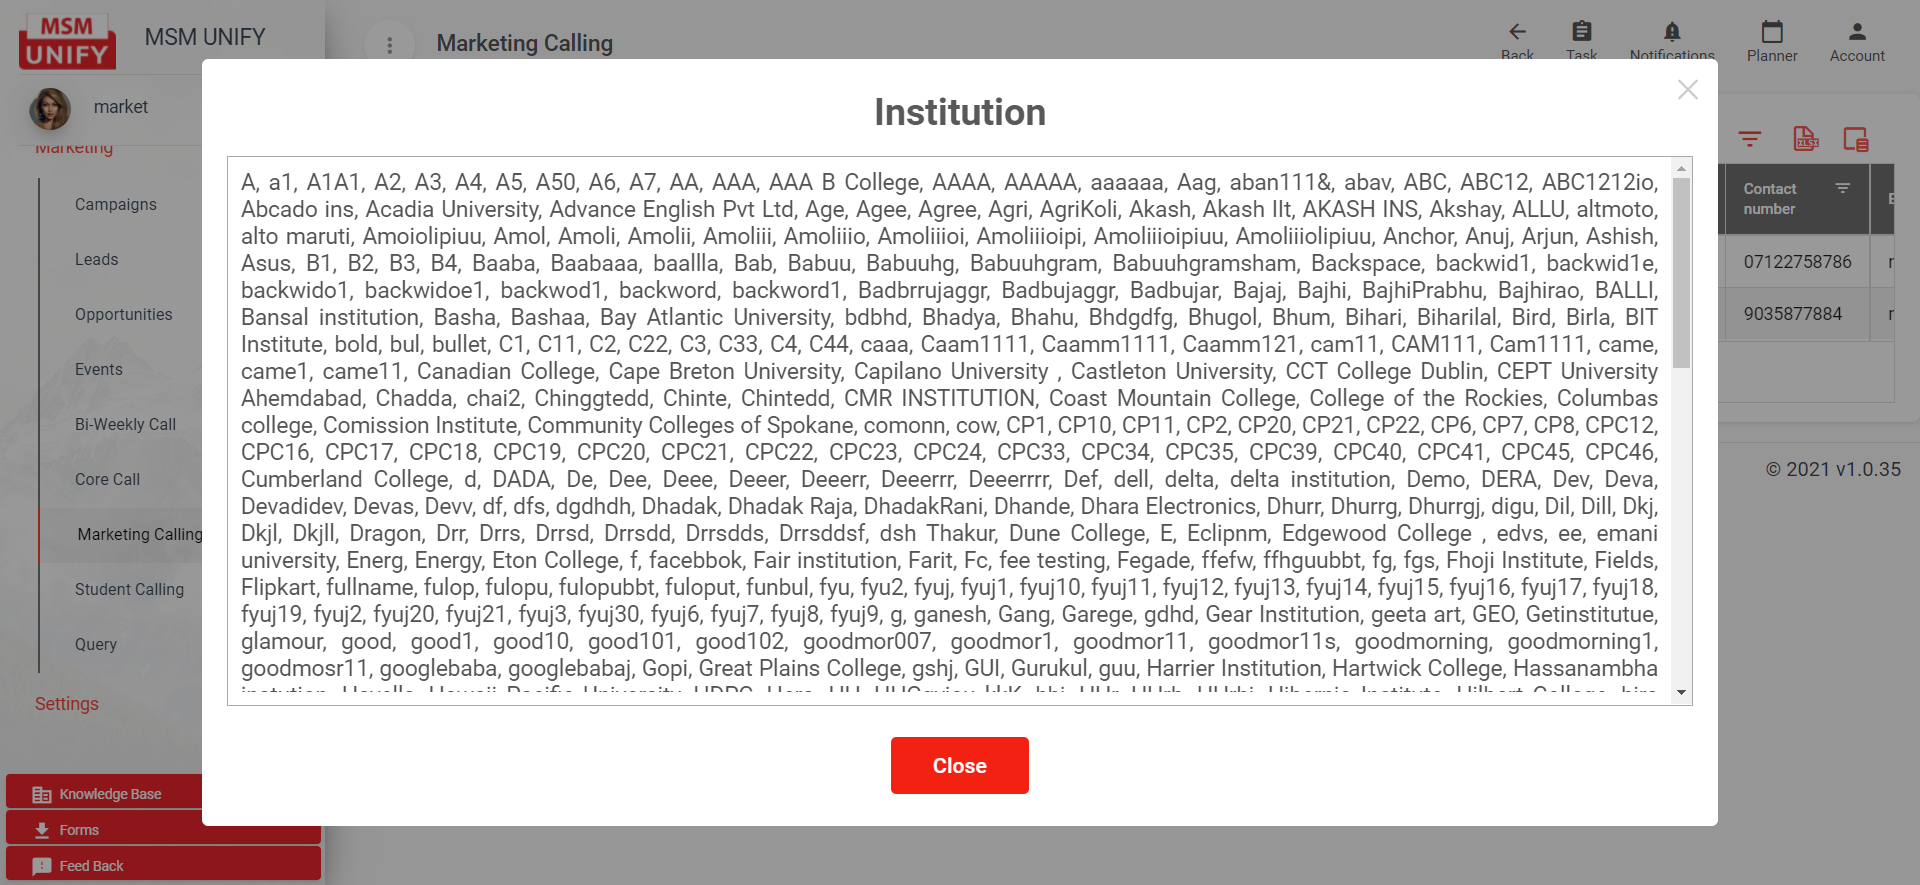 MSM
UNIFY
MSM UNIFY
Marketing Calling
Back
Task
Notifications
Planner
Account
market
Marketing
Campaigns
Leads
Opportunities
Events
Bi-Weekly Call
Core Call
Marketing Calling
Student Calling
Query
Settings
Knowledge Base
Forms
Feed Back
Institution
A, a1, A1A1, A2, A3, A4, A5, A50, A6, A7, AA, AAA, AAA B College, AAAA, AAAAA, aaaaaa, Aag, aban111&, abav, ABC, ABC12, ABC1212io,
Abcado ins, Acadia University, Advance English Pvt Ltd, Age, Agee, Agree, Agri, AgriKoli, Akash, Akash IIt, AKASH INS, Akshay, ALLU, altmoto,
alto maruti, Amoiolipiuu, Amol, Amoli, Amolii, Amoliii, Amoliiio, Amoliiioi, Amoliiioipi, Amoliiioipiuu, Amoliiiolipiuu, Anchor, Anuj, Arjun, Ashish,
Asus, B1, B2, B3, B4, Baaba, Baabaaa, baallla, Bab, Babuu, Babuuhg, Babuuhgram, Babuuhgramsham, Backspace, backwid1, backwid1e,
backwido1, backwidoe1, backwod1, backword, backword1, Badbrrujaggr, Badbujaggr, Badbujar, Bajaj, Bajhi, BajhiPrabhu, Bajhirao, BALLI,
Bansal institution, Basha, Bashaa, Bay Atlantic University, bdbhd, Bhadya, Bhahu, Bhdgdfg, Bhugol, Bhum, Bihari, Biharilal, Bird, Birla, BIT
Institute, bold, bul, bullet, C1, C11, C2, C22, C3, C33, C4, C44, caaa, Caam1111, Caamm1111, Caamm121, cam11, CAM111, Cam1111, came,
came1, came11, Canadian College, Cape Breton University, Capilano University , Castleton University, CCT College Dublin, CEPT University
Ahemdabad, Chadda, chai2, Chinggtedd, Chinte, Chintedd, CMR INSTITUTION, Coast Mountain College, College of the Rockies, Columbas
college, Comission Institute, Community Colleges of Spokane, comonn, cow, CP1, CP10, CP11, CP2, CP20, CP21, CP22, CP6, CP7, CP8, CPC12,
CPC16, CPC17, CPC18, CPC19, CPC20, CPC21, CPC22, CPC23, CPC24, CPC33, CPC34, CPC35, CPC39, CPC40, CPC41, CPC45, CPC46,
Cumberland College, d, DADA, De, Dee, Deee, Deeer, Deeerr, Deeerrr, Deeerrrr, Def, dell, delta, delta institution, Demo, DERA, Dev, Deva,
Devadidev, Devas, Devv, df, dfs, dgdhdh, Dhadak, Dhadak Raja, DhadakRani, Dhande, Dhara Electronics, Dhurr, Dhurrg, Dhurrgj, digu, Dil, Dill, Dkj,
Dkjl, Dkjll, Dragon, Drr, Drrs, Drrsd, Drrsdd, Drrsdds, Drrsddsf, dsh Thakur, Dune College, E, Eclipnm, Edgewood College , edvs, ee, emani
university, Energ, Energy, Eton College, f, facebbok, Fair institution, Farit, Fc, fee testing, Fegade, ffefw, ffhguubbt, fg, fgs, Fhoji Institute, Fields,
Flipkart, fullname, fulop, fulopu, fulopubbt, fuloput, funbul, fyu, fyu2, fyuj, fyuj1, fyuj10, fyuj11, fyuj12, fyuj13, fyuj14, fyuj15, fyuj16, fyuj17, fyuj18,
fyuj19, fyuj2, fyuj20, fyuj21, fyuj3, fyuj30, fyuj6, fyuj7, fyuj8, fyuj9, g, ganesh, Gang, Garege, gdhd, Gear Institution, geeta art, GEO, Getinstitutue,
glamour, good, good1, good10, good101, good102, goodmor007, goodmor1, goodmor11, goodmor11s, goodmorning, goodmorning1,
goodmosr11, googlebaba, googlebabaj, Gopi, Great Plains College, gshj, GUI, Gurukul, guu, Harrier Institution, Hartwick College, Hassanambha
Close
XLSX
Contact
number
07122758786
9035877884
© 2021 v1.0.35